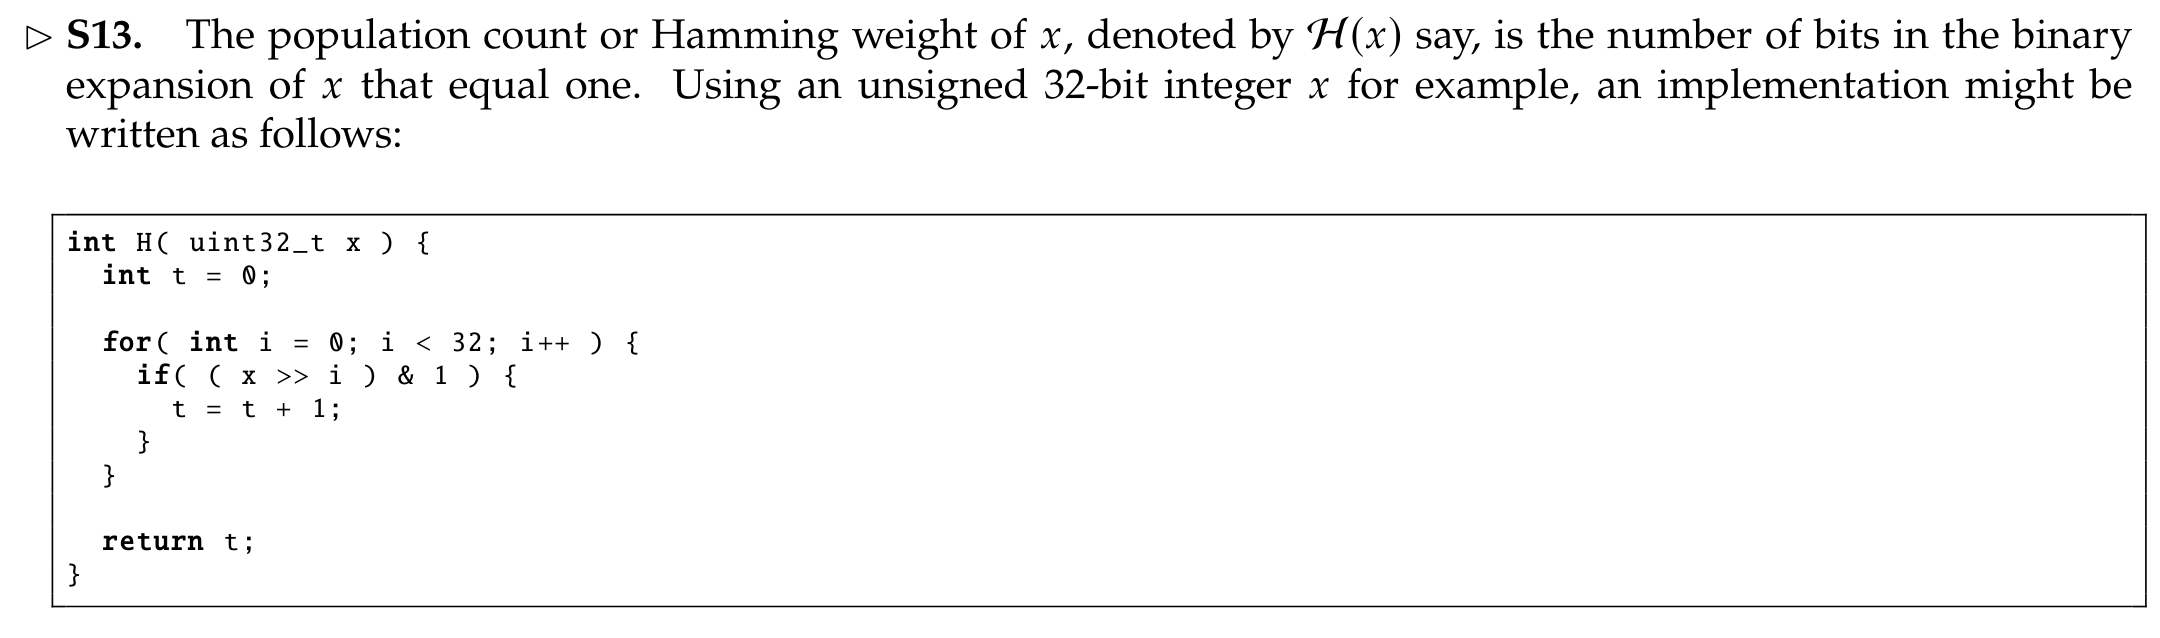 ▷ S13. The population count or Hamming weight of x, denoted by ℋ(x) say, is the number of bits in the binary
expansion of x that equal one. Using an unsigned 32-bit integer x for example, an implementation might be
written as follows:
int H( uint32_t x ) {
  int t = 0;

  for( int i = 0; i < 32; i++ ) {
    if( ( x >> i ) & 1 ) {
      t = t + 1;
    }
  }

  return t;
}